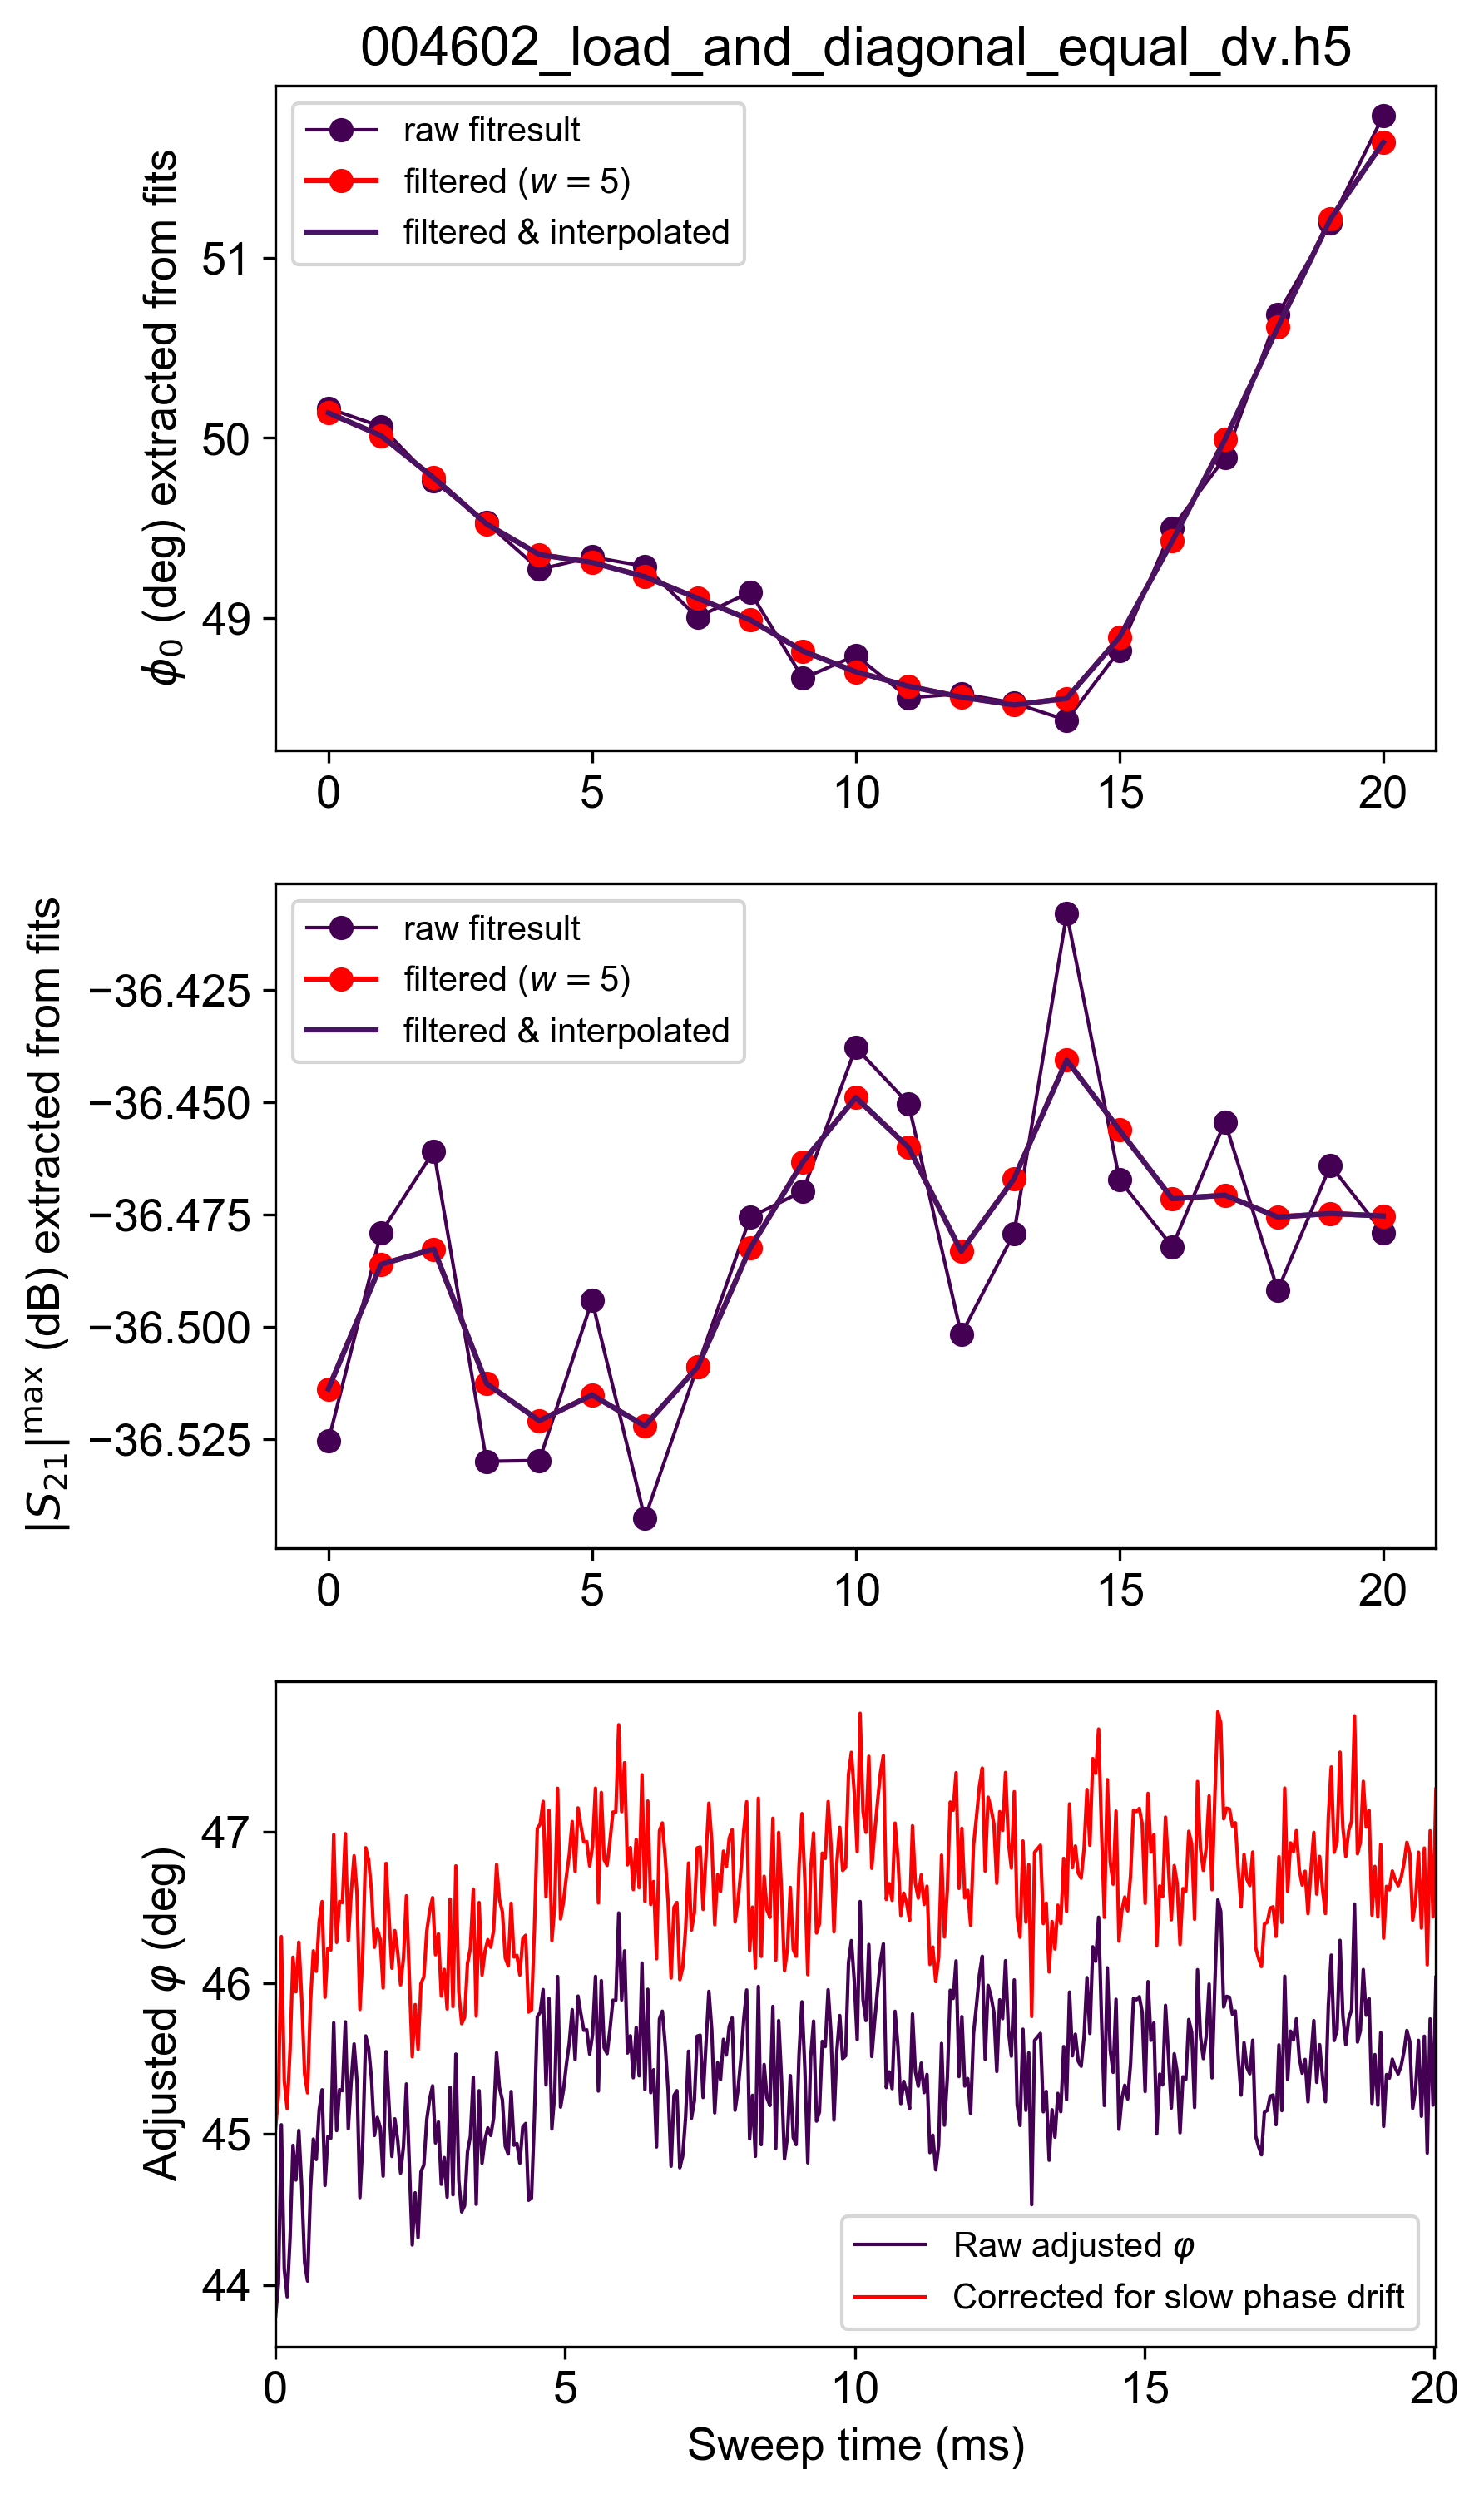 004602_load_and_diagonal_equal_dv.h5
ϕ₀ (deg) extracted from fits
51
50
49
raw fitresult
filtered (w = 5)
filtered & interpolated
0 5 10 15 20
|S₂₁|ᵐᵃˣ (dB) extracted from fits
−36.425
−36.450
−36.475
−36.500
−36.525
raw fitresult
filtered (w = 5)
filtered & interpolated
0 5 10 15 20
Adjusted φ (deg)
47
46
45
44
Raw adjusted φ
Corrected for slow phase drift
0 5 10 15 20
Sweep time (ms)